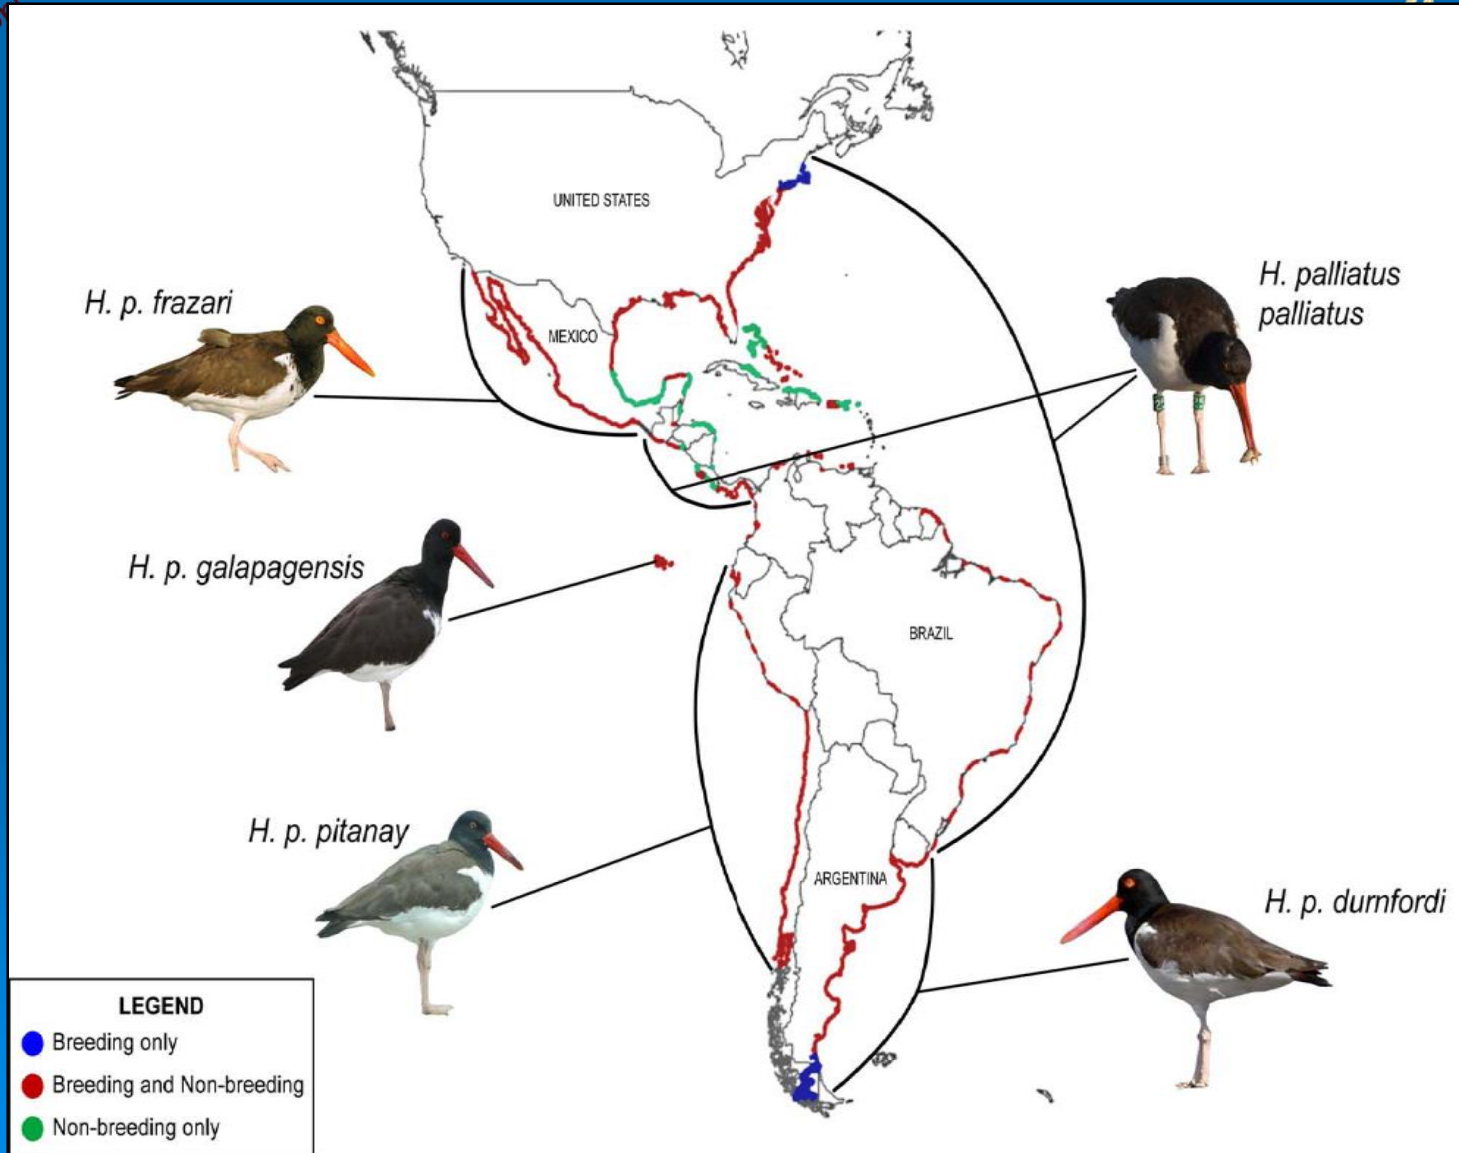 UNITED STATES
H. palliatus
palliatus
H. p. frazari
MEXICO
H. p. galapagensis
BRAZIL
H. p. pitanay
ARGENTINA
H. p. durnfordi
LEGEND
Breeding only
Breeding and Non-breeding
Non-breeding only